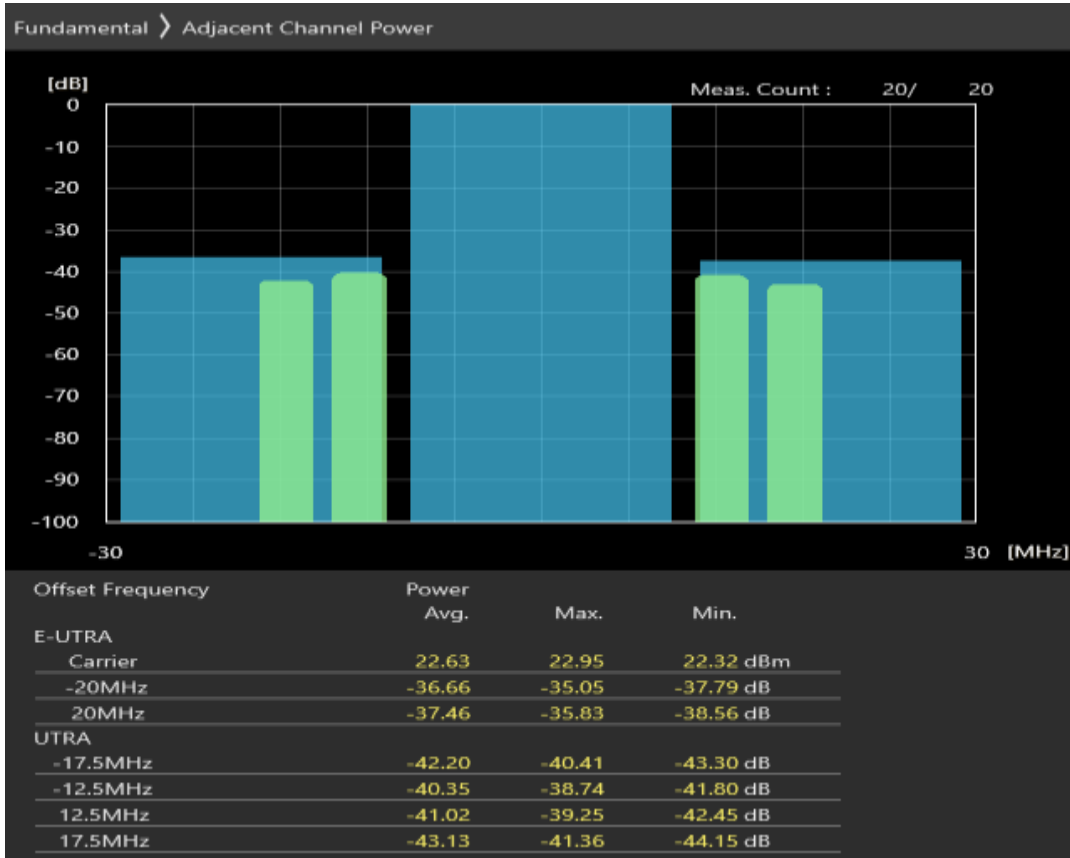 Fundamental 》 Adjacent Channel Power
[dB]
Meas. Count : 20/ 20
0
-10
-20
-30
-40
-50
-60
-70
-80
-90
-100
-30 30 [MHz]
Offset Frequency Power
Avg. Max. Min.
E-UTRA
Carrier 22.63 22.95 22.32 dBm
-20MHz -36.66 -35.05 -37.79 dB
20MHz -37.46 -35.83 -38.56 dB
UTRA
-17.5MHz -42.20 -40.41 -43.30 dB
-12.5MHz -40.35 -38.74 -41.80 dB
12.5MHz -41.02 -39.25 -42.45 dB
17.5MHz -43.13 -41.36 -44.15 dB